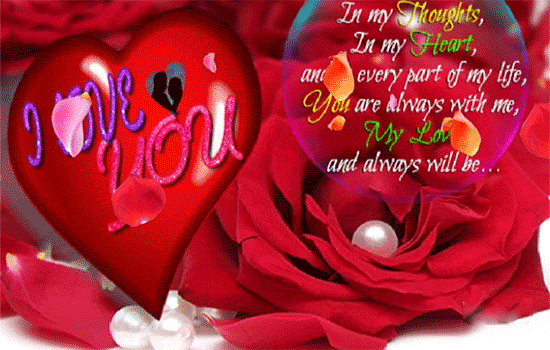 I LOVE
YOU
In my Thoughts,
In my Heart,
and every part of my life,
You are always with me,
My Love
and always will be...